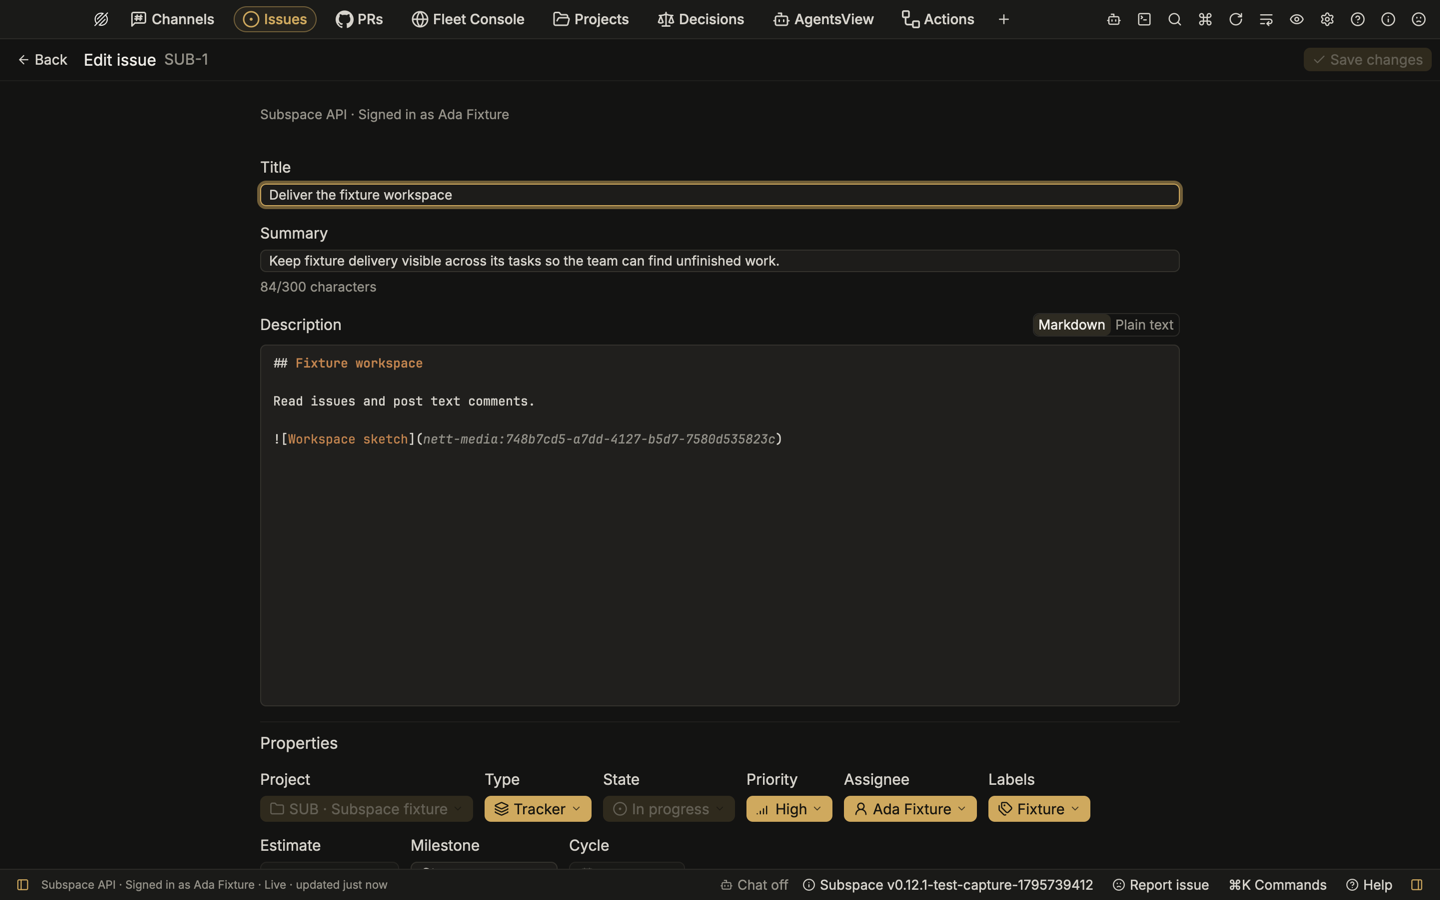 Channels Issues PRs Fleet Console Projects Decisions AgentsView Actions
Back Edit issue SUB-1 Save changes
Subspace API · Signed in as Ada Fixture
Title
Deliver the fixture workspace
Summary
Keep fixture delivery visible across its tasks so the team can find unfinished work.
84/300 characters
Description Markdown Plain text
## Fixture workspace
Read issues and post text comments.
![Workspace sketch](nett-media:748b7cd5-a7dd-4127-b5d7-7580d535823c)
Properties
Project Type State Priority Assignee Labels
SUB · Subspace fixture Tracker In progress High Ada Fixture Fixture
Estimate Milestone Cycle
Subspace API · Signed in as Ada Fixture · Live · updated just now Chat off Subspace v0.12.1-test-capture-1795739412 Report issue ⌘K Commands Help